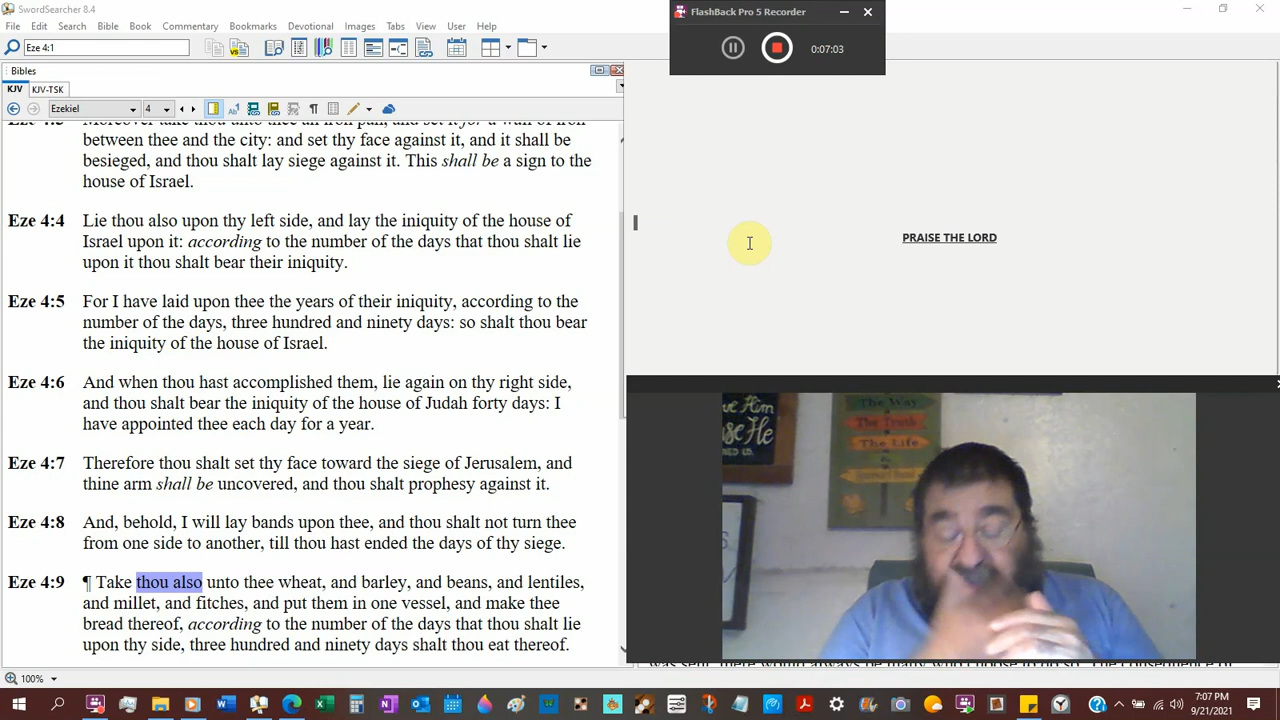 SwordSearcher 8.4
File Edit Search Bible Library Commentary Bookmarks Devotional Images Tabs View User Help
Eze 4:1
VS
Bibles
KJV KJV-TSK
Ezekiel 4
between thee and the city: and set thy face against it, and it shall be
besieged, and thou shalt lay siege against it. This shall be a sign to the
house of Israel.
Eze 4:4 Lie thou also upon thy left side, and lay the iniquity of the house of
Israel upon it: according to the number of the days that thou shalt lie
upon it thou shalt bear their iniquity.
Eze 4:5 For I have laid upon thee the years of their iniquity, according to the
number of the days, three hundred and ninety days: so shalt thou bear
the iniquity of the house of Israel.
Eze 4:6 And when thou hast accomplished them, lie again on thy right side,
and thou shalt bear the iniquity of the house of Judah forty days: I
have appointed thee each day for a year.
Eze 4:7 Therefore thou shalt set thy face toward the siege of Jerusalem, and
thine arm shall be uncovered, and thou shalt prophesy against it.
Eze 4:8 And, behold, I will lay bands upon thee, and thou shalt not turn thee
from one side to another, till thou hast ended the days of thy siege.
Eze 4:9 ¶ Take thou also unto thee wheat, and barley, and beans, and lentiles,
and millet, and fitches, and put them in one vessel, and make thee
bread thereof, according to the number of the days that thou shalt lie
upon thy side, three hundred and ninety days shalt thou eat thereof.
100%
FlashBack Pro 5 Recorder
0:07:03
PRAISE THE LORD
Him
He
The Way
The Truth
The Life
7:07 PM
9/21/2021